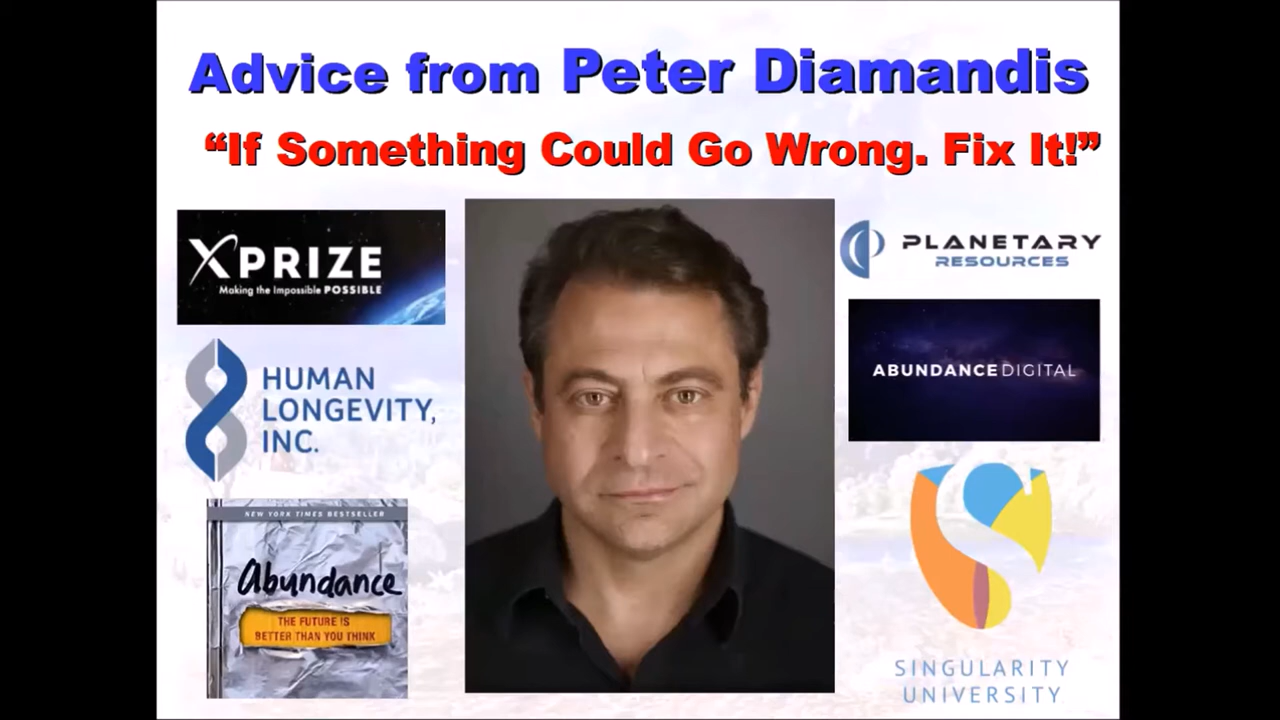 Advice from Peter Diamandis
“If Something Could Go Wrong. Fix It!”
XPRIZE
Making the Impossible POSSIBLE
HUMAN
LONGEVITY,
INC.
NEW YORK TIMES BESTSELLER
Abundance
THE FUTURE IS
BETTER THAN YOU THINK
PLANETARY
RESOURCES
ABUNDANCE DIGITAL
SINGULARITY
UNIVERSITY